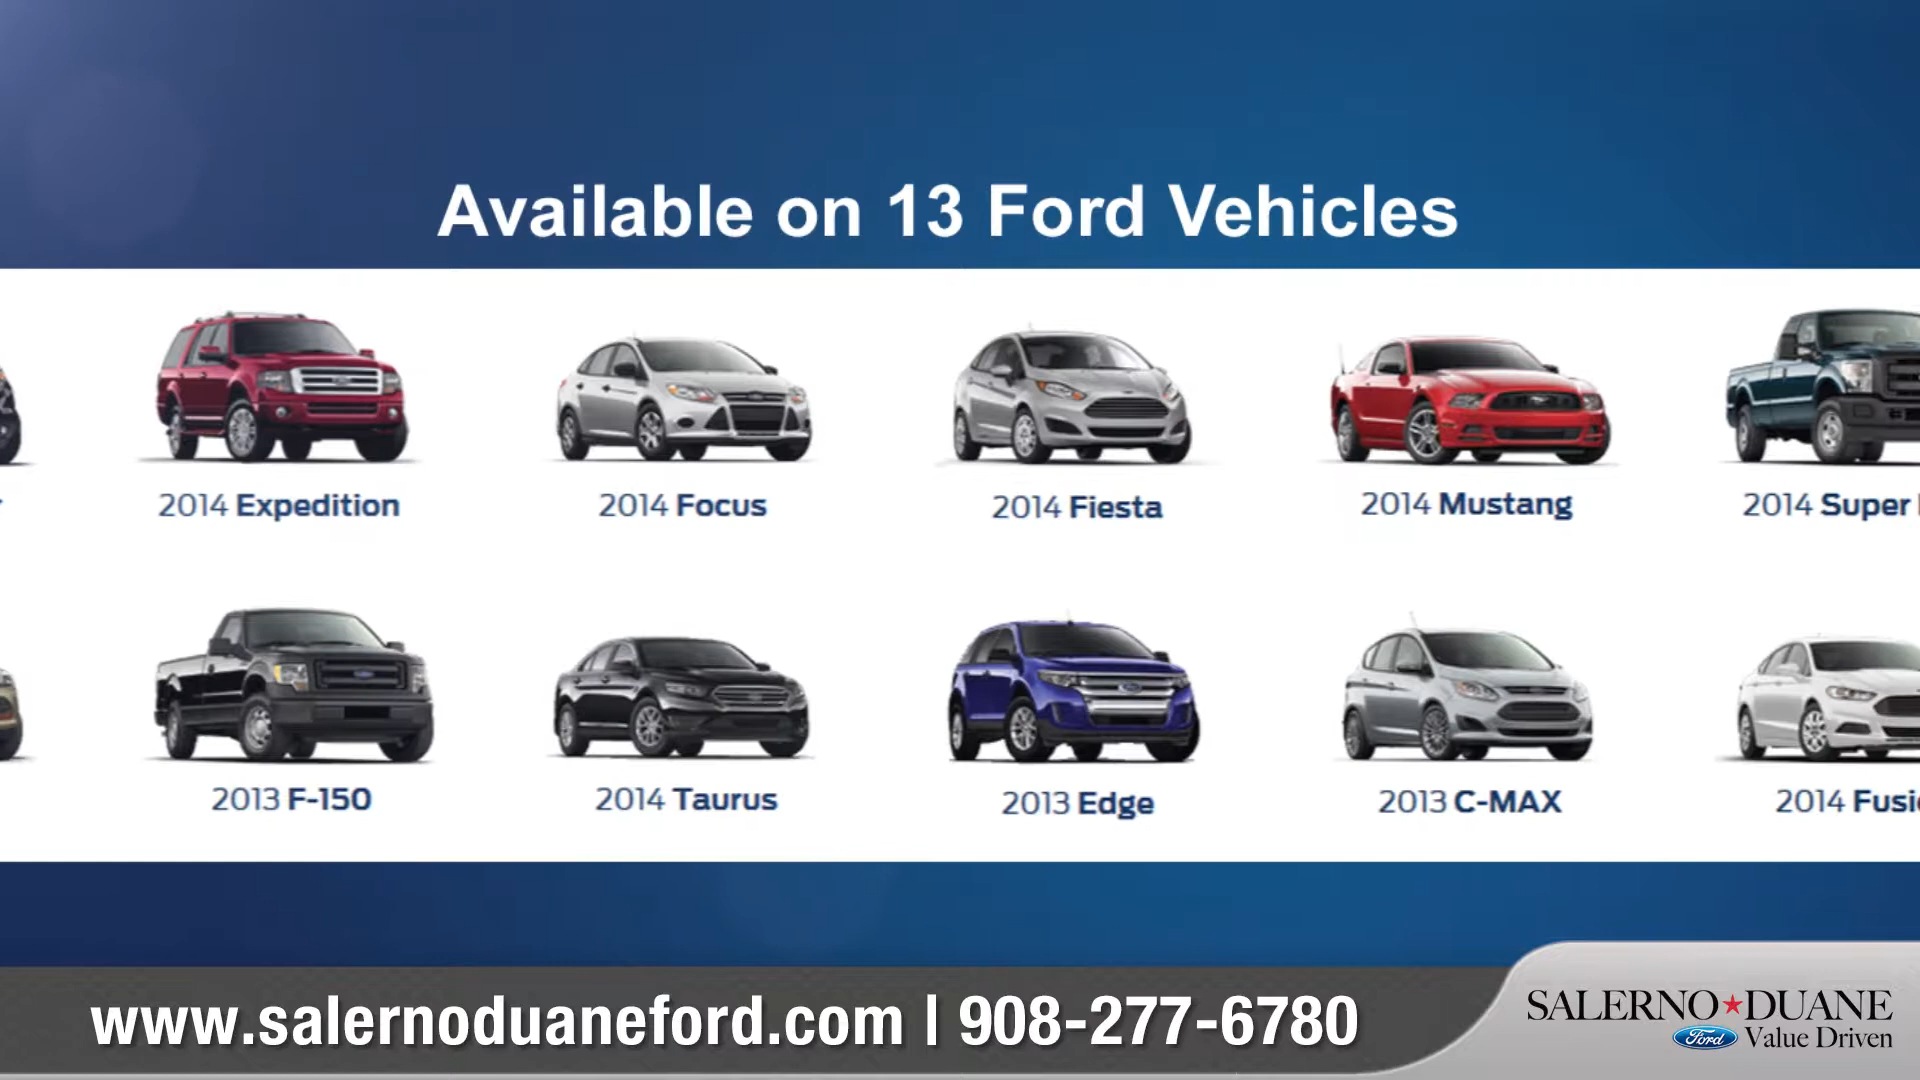 Available on 13 Ford Vehicles
2014 Expedition
2014 Focus
2014 Fiesta
2014 Mustang
2014 Super
2013 F-150
2014 Taurus
2013 Edge
2013 C-MAX
2014 Fusi
www.salernoduaneford.com | 908-277-6780
SALERNO★DUANE
Ford Value Driven